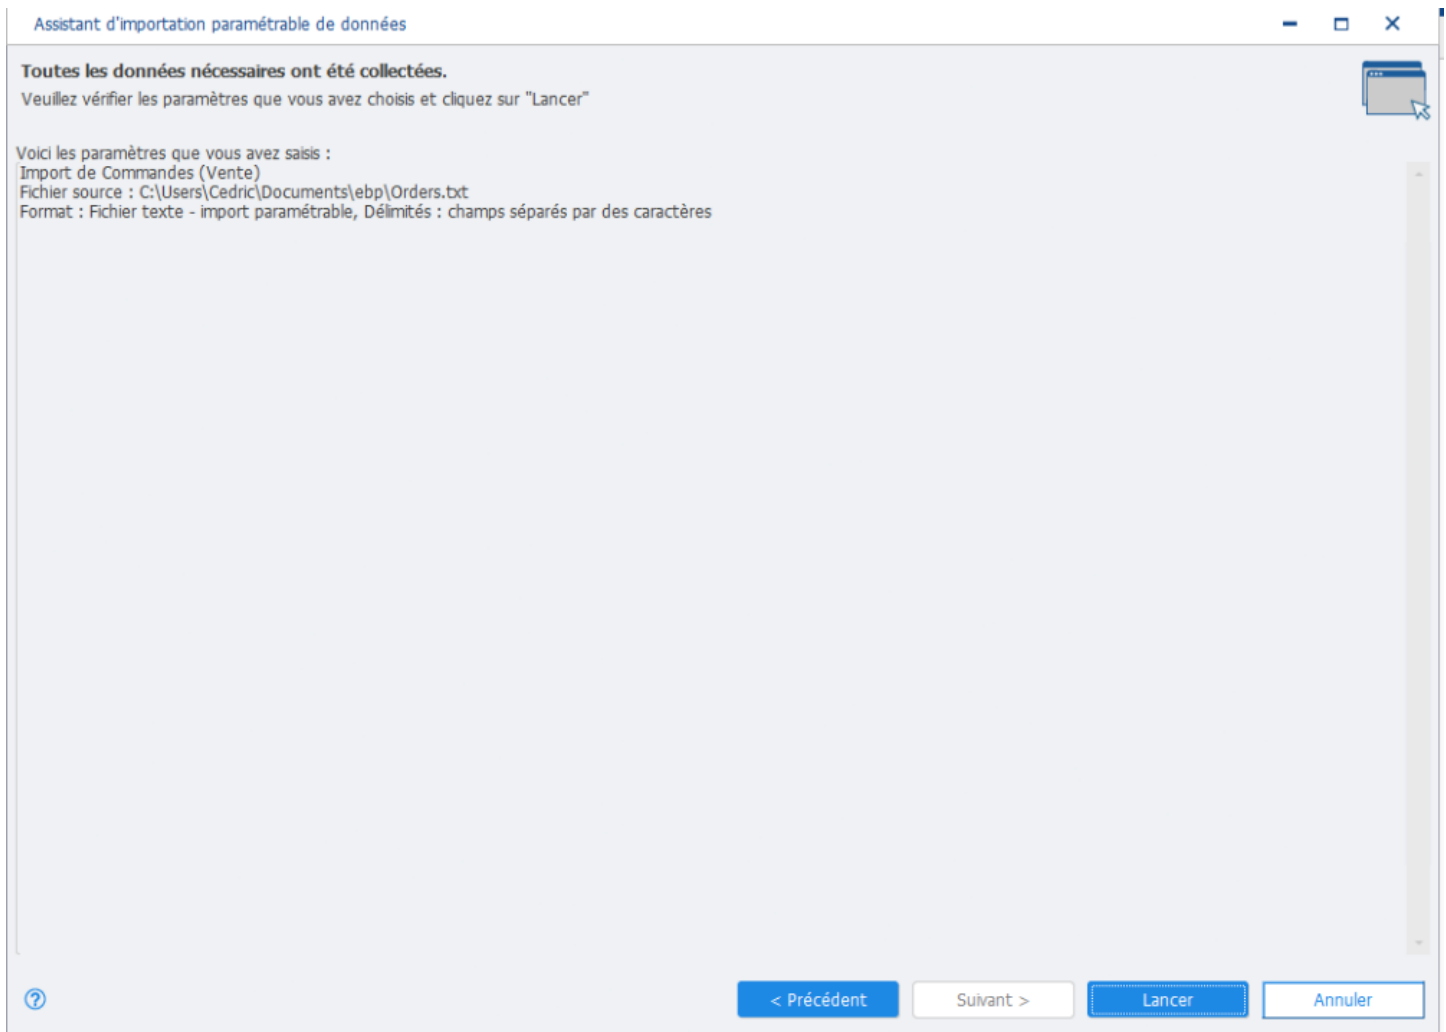 Assistant d'importation paramétrable de données
Toutes les données nécessaires ont été collectées.
Veuillez vérifier les paramètres que vous avez choisis et cliquez sur "Lancer"
Voici les paramètres que vous avez saisis :
Import de Commandes (Vente)
Fichier source : C:\Users\Cedric\Documents\ebp\Orders.txt
Format : Fichier texte - import paramétrable, Délimités : champs séparés par des caractères
? < Précédent Suivant > Lancer Annuler